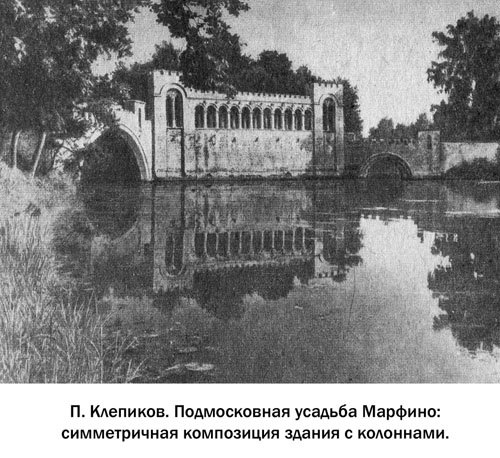 П. Клепиков. Подмосковная усадьба Марфино:
симметричная композиция здания с колоннами.